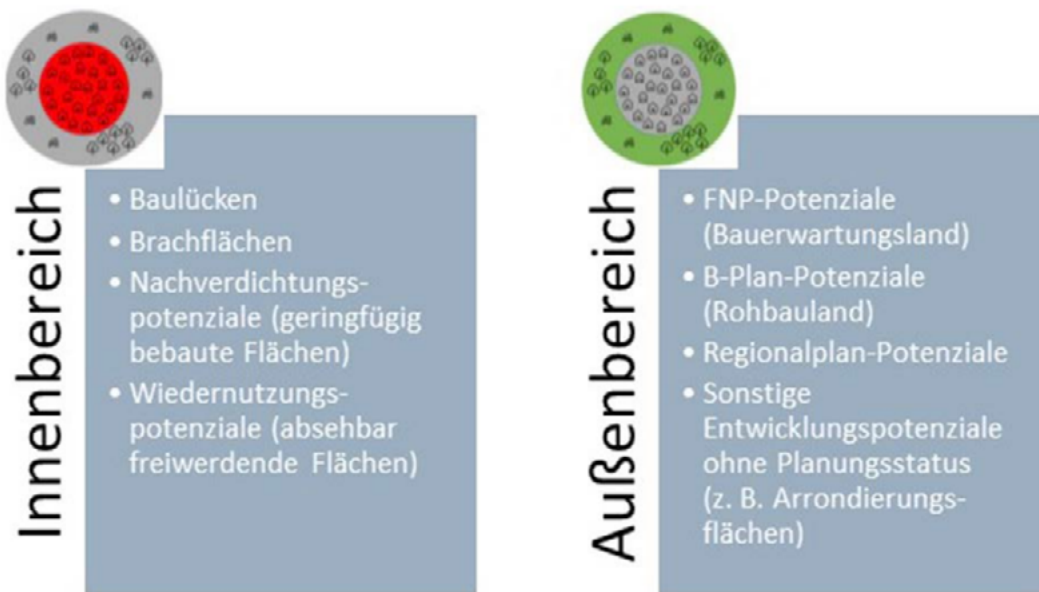 Innenbereich
• Baulücken
• Brachflächen
• Nachverdichtungs-
potenziale (geringfügig
bebaute Flächen)
• Wiedernutzungs-
potenziale (absehbar
freiwerdende Flächen)
Außenbereich
• FNP-Potenziale
(Bauerwartungsland)
• B-Plan-Potenziale
(Rohbauland)
• Regionalplan-Potenziale
• Sonstige
Entwicklungspotenziale
ohne Planungsstatus
(z. B. Arrondierungs-
flächen)